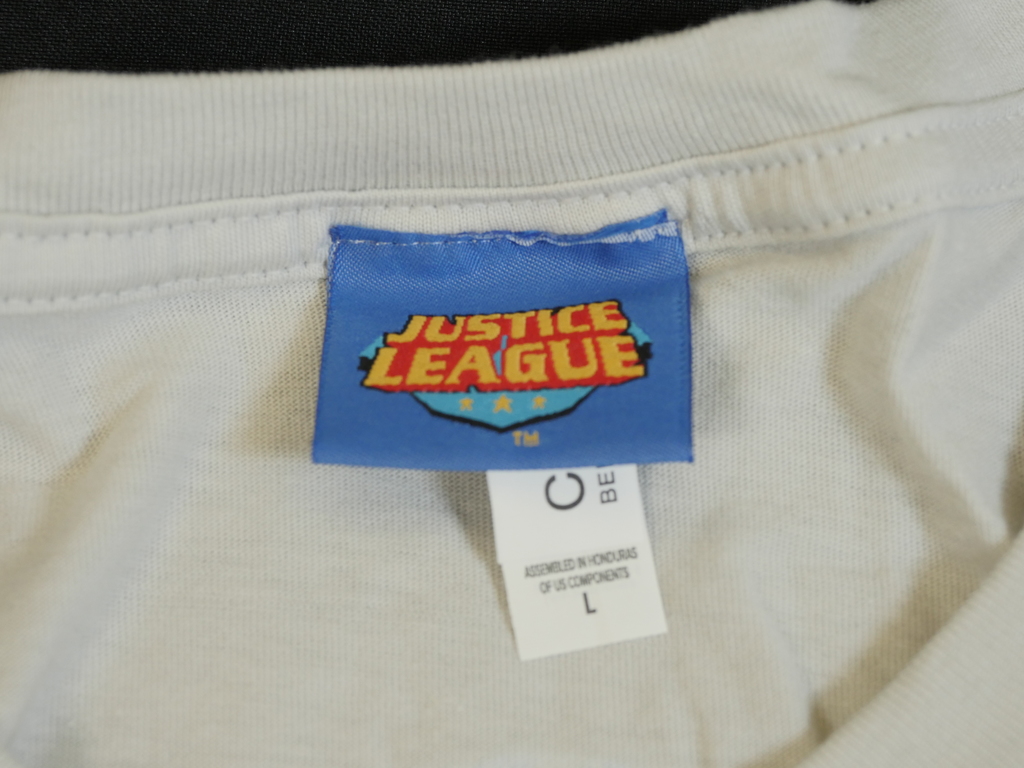 JUSTICE
LEAGUE
TM
C
ASSEMBLED IN HONDURAS
OF US COMPONENTS
L